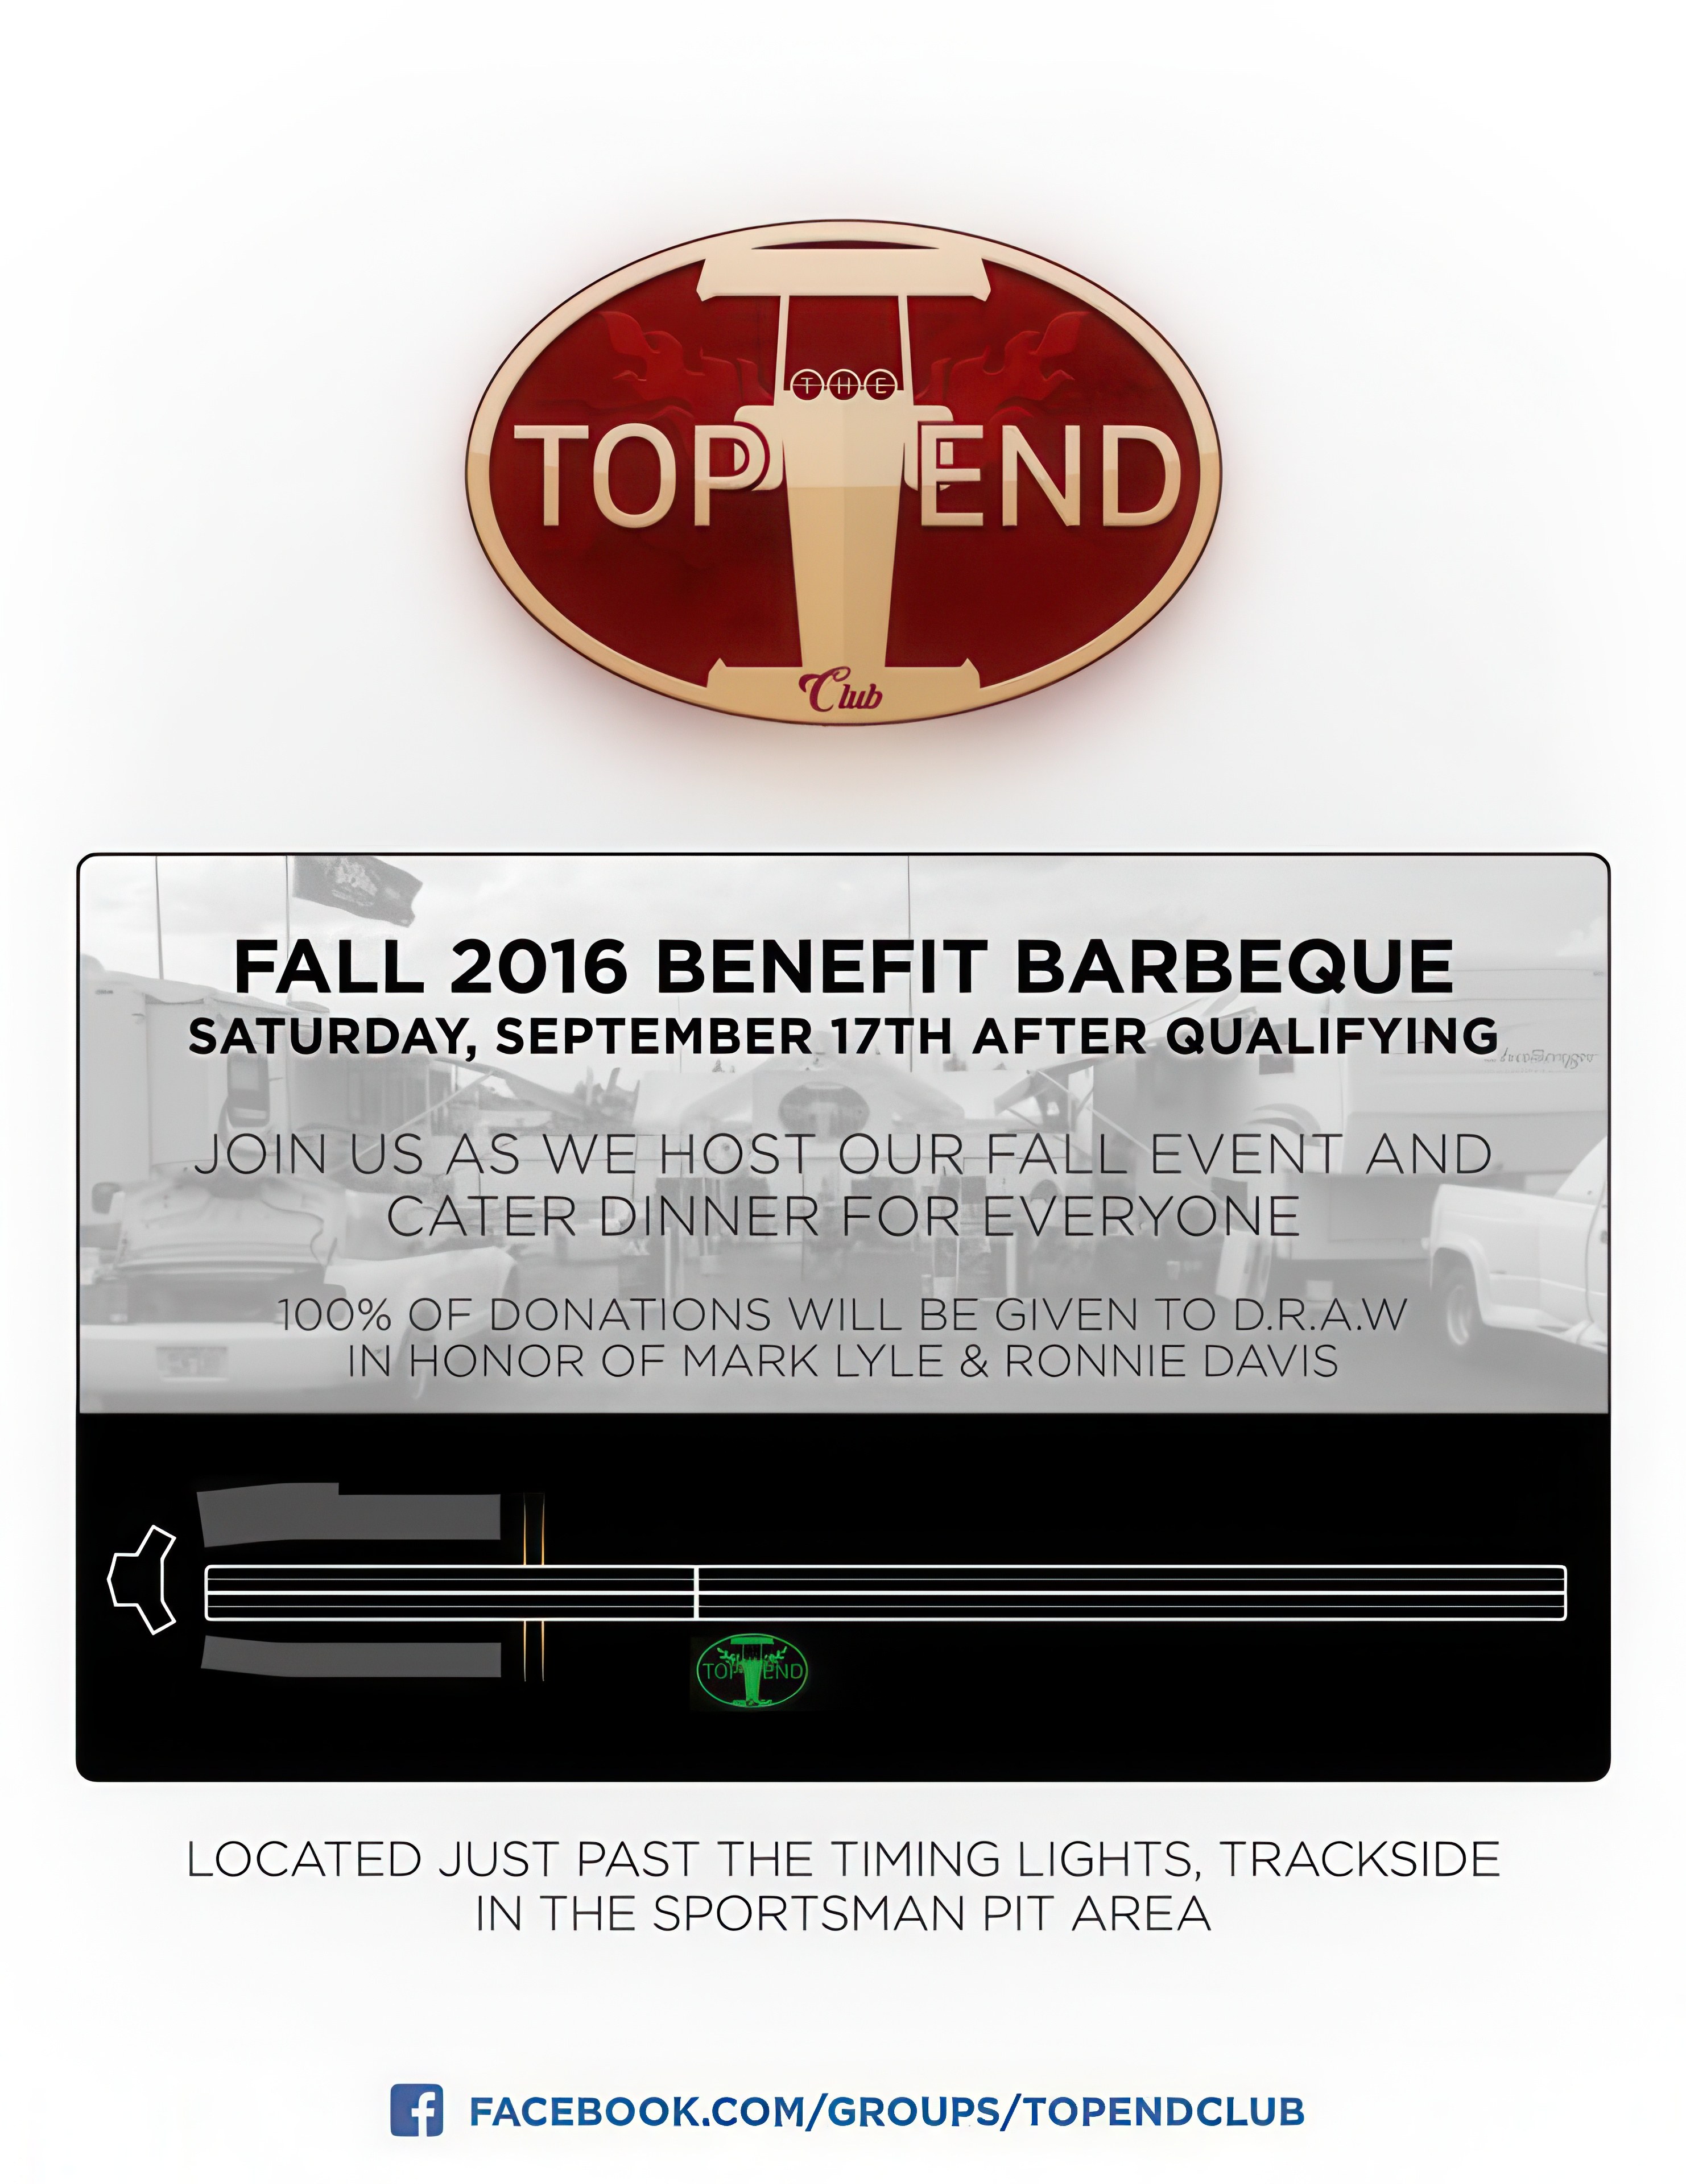 THE
TOP END
Club
FALL 2016 BENEFIT BARBEQUE
SATURDAY, SEPTEMBER 17TH AFTER QUALIFYING
JOIN US AS WE HOST OUR FALL EVENT AND
CATER DINNER FOR EVERYONE
100% OF DONATIONS WILL BE GIVEN TO D.R.A.W
IN HONOR OF MARK LYLE & RONNIE DAVIS
TOP END
LOCATED JUST PAST THE TIMING LIGHTS, TRACKSIDE
IN THE SPORTSMAN PIT AREA
FACEBOOK.COM/GROUPS/TOPENDCLUB